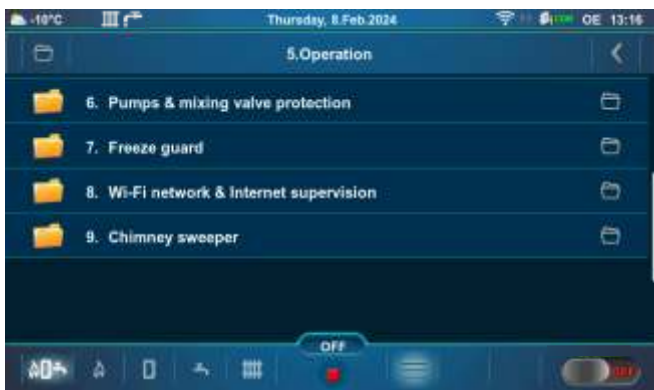 -10°C Thursday, 8.Feb.2024 OE 13:16
5.Operation
6. Pumps & mixing valve protection
7. Freeze guard
8. Wi-Fi network & Internet supervision
9. Chimney sweeper
OFF
OFF